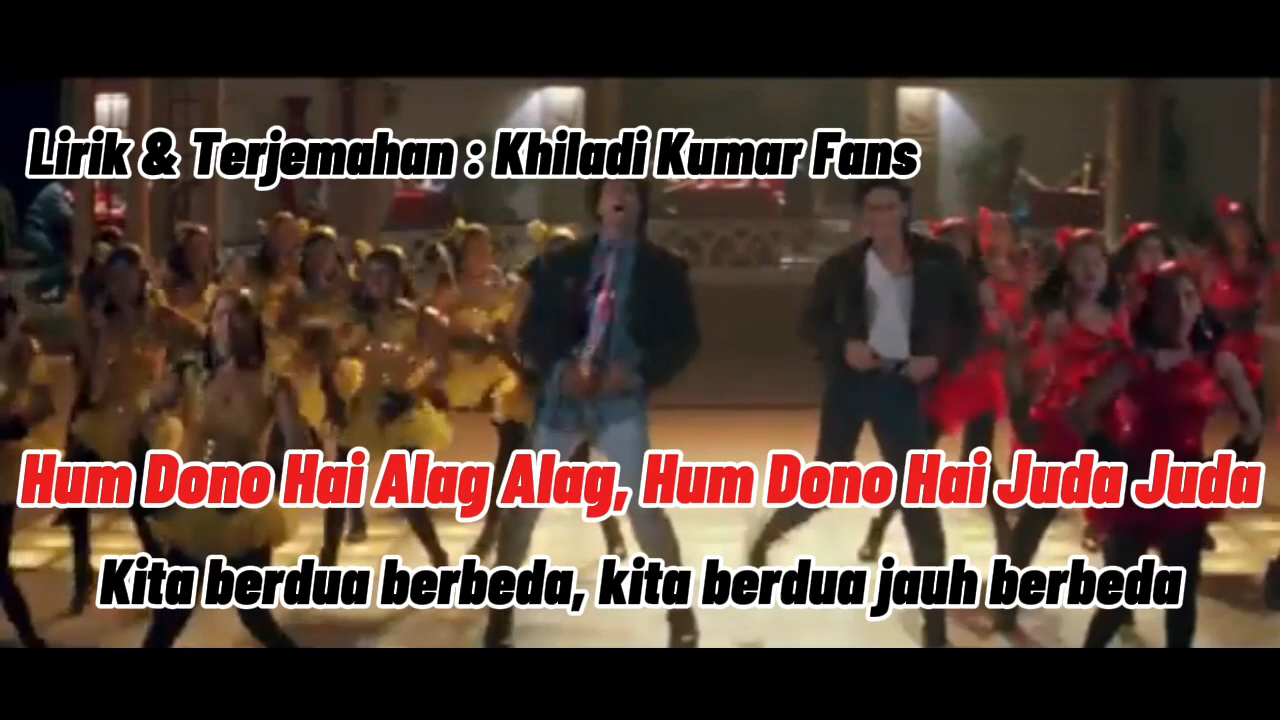 Lirik & Terjemahan : Khiladi Kumar Fans
Hum Dono Hai Alag Alag, Hum Dono Hai Juda Juda
Kita berdua berbeda, kita berdua jauh berbeda